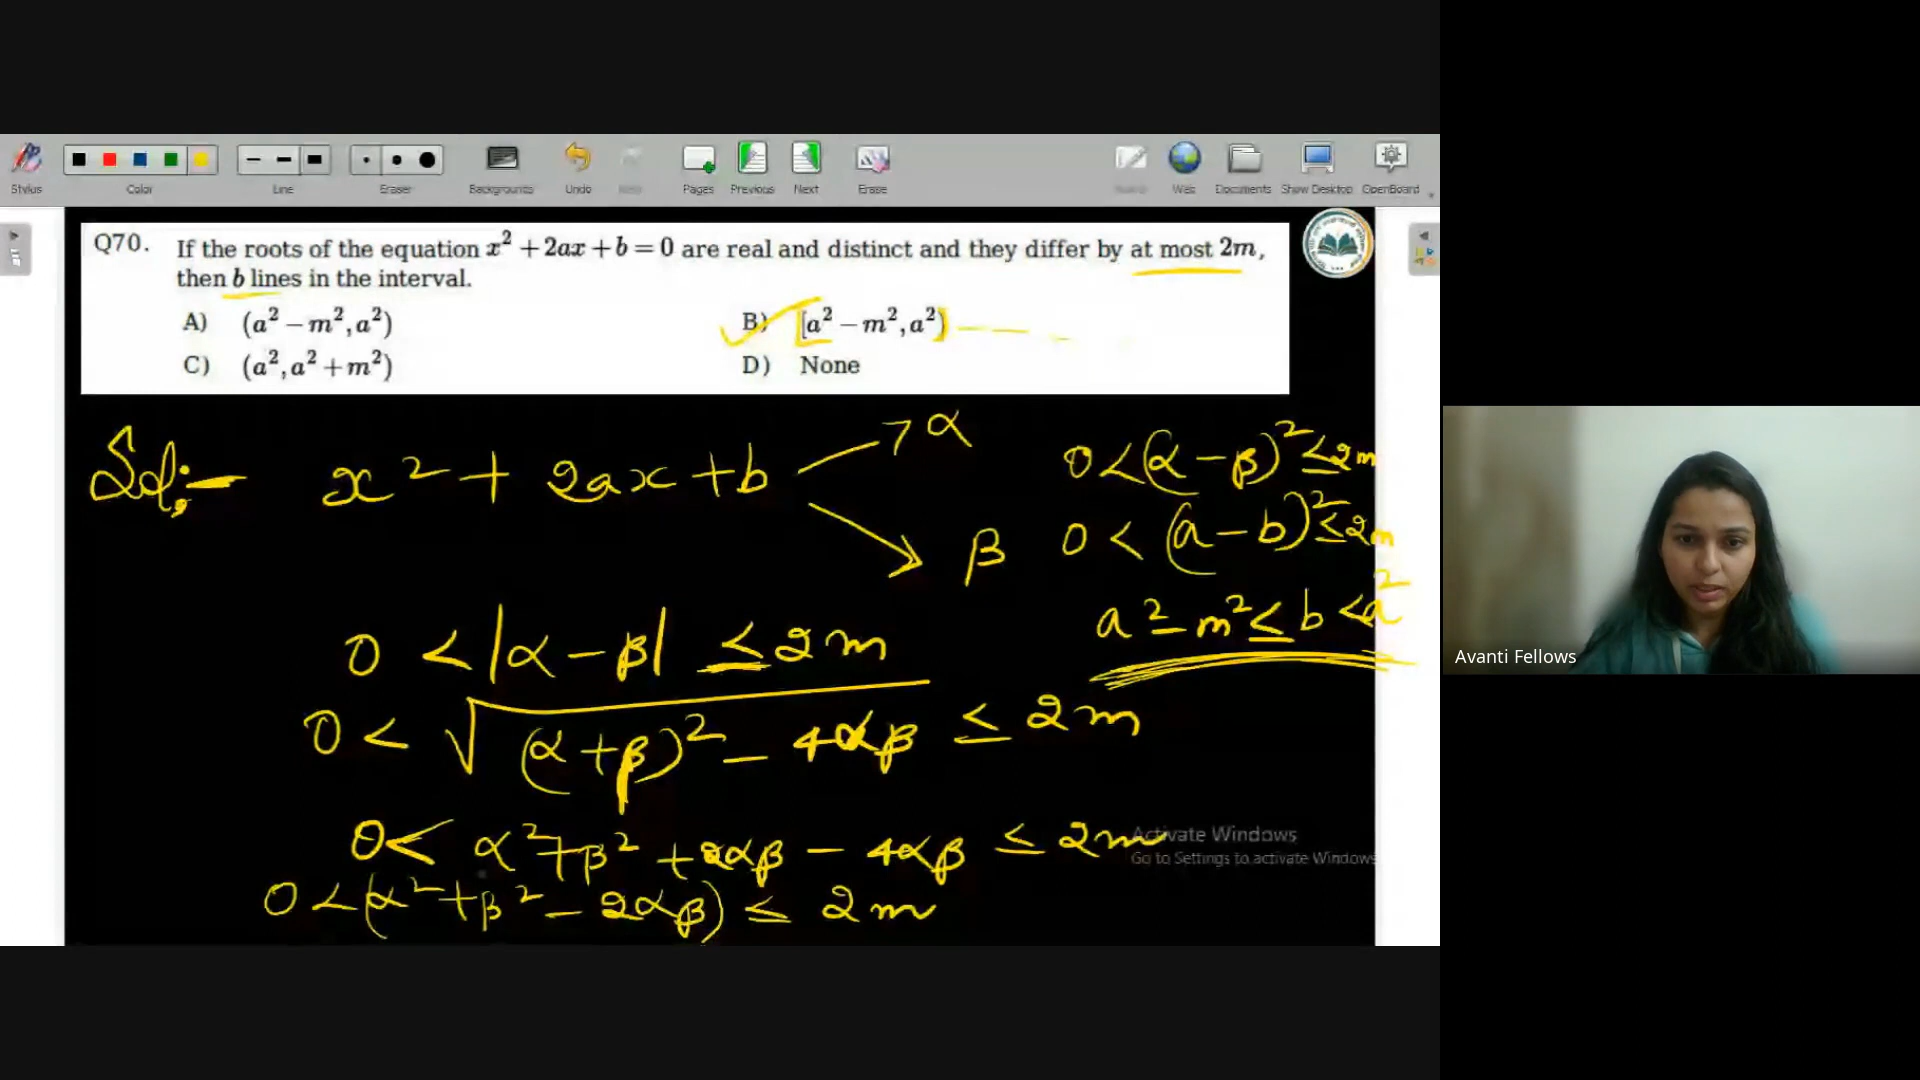 Stylus Color Line Eraser Backgrounds Undo Pages Previous Next Erase Web Documents Show Desktop OpenBoard
Q70. If the roots of the equation x² + 2ax + b = 0 are real and distinct and they differ by at most 2m,
then b lines in the interval.
A) (a² − m², a²) B) [a² − m², a²)
C) (a², a² + m²) D) None
Sol:- x² + 2ax + b
α
β
0 < (α − β)² ≤ 2m
0 < (a − b)² ≤ 2m
a² − m² ≤ b < a²
0 < |α − β| ≤ 2m
0 < √(α + β)² − 4αβ ≤ 2m
0 < α² + β² + 2αβ − 4αβ ≤ 2m
0 < (α² + β² − 2αβ) ≤ 2m
Activate Windows
Go to Settings to activate Windows
Avanti Fellows